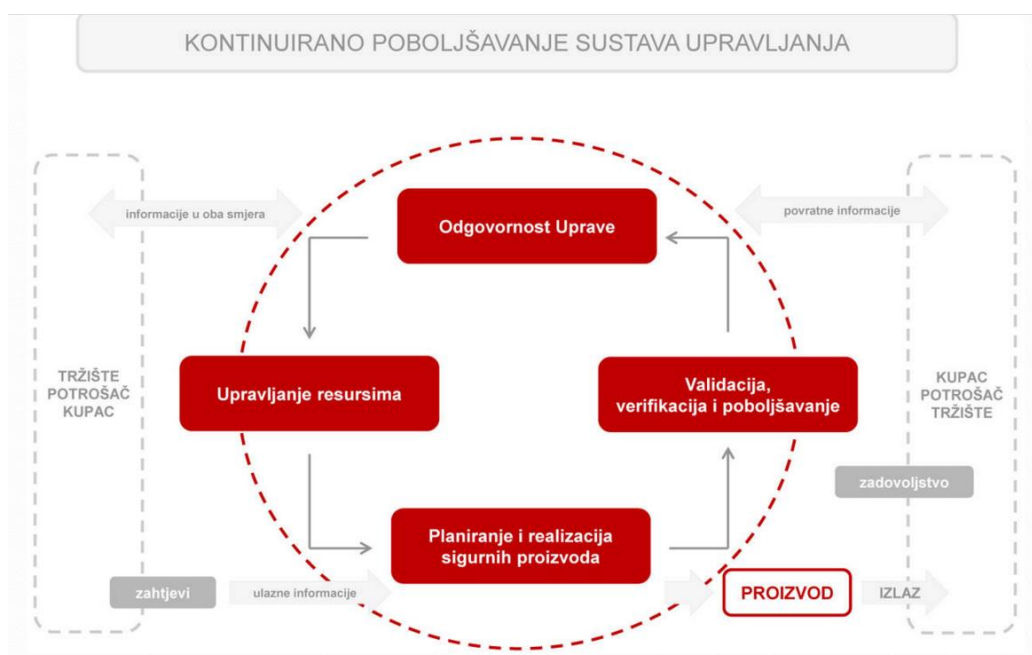 KONTINUIRANO POBOLJŠAVANJE SUSTAVA UPRAVLJANJA
informacije u oba smjera
povratne informacije
Odgovornost Uprave
TRŽIŠTE
POTROŠAČ
KUPAC
Upravljanje resursima
Validacija,
verifikacija i poboljšavanje
KUPAC
POTROŠAČ
TRŽIŠTE
zadovoljstvo
Planiranje i realizacija
sigurnih proizvoda
zahtjevi
ulazne informacije
PROIZVOD
IZLAZ